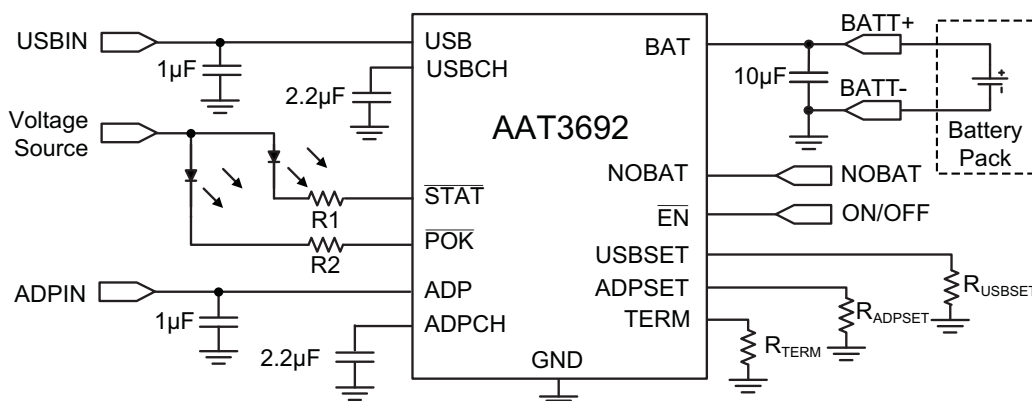 USBIN
1µF
USB
USBCH
2.2µF
Voltage
Source
R1
STAT
R2
POK
ADPIN
1µF
ADP
ADPCH
2.2µF
AAT3692
GND
BAT
BATT+
10µF
BATT-
+
-
Battery
Pack
NOBAT
NOBAT
EN
ON/OFF
USBSET
RUSBSET
ADPSET
RADPSET
TERM
RTERM